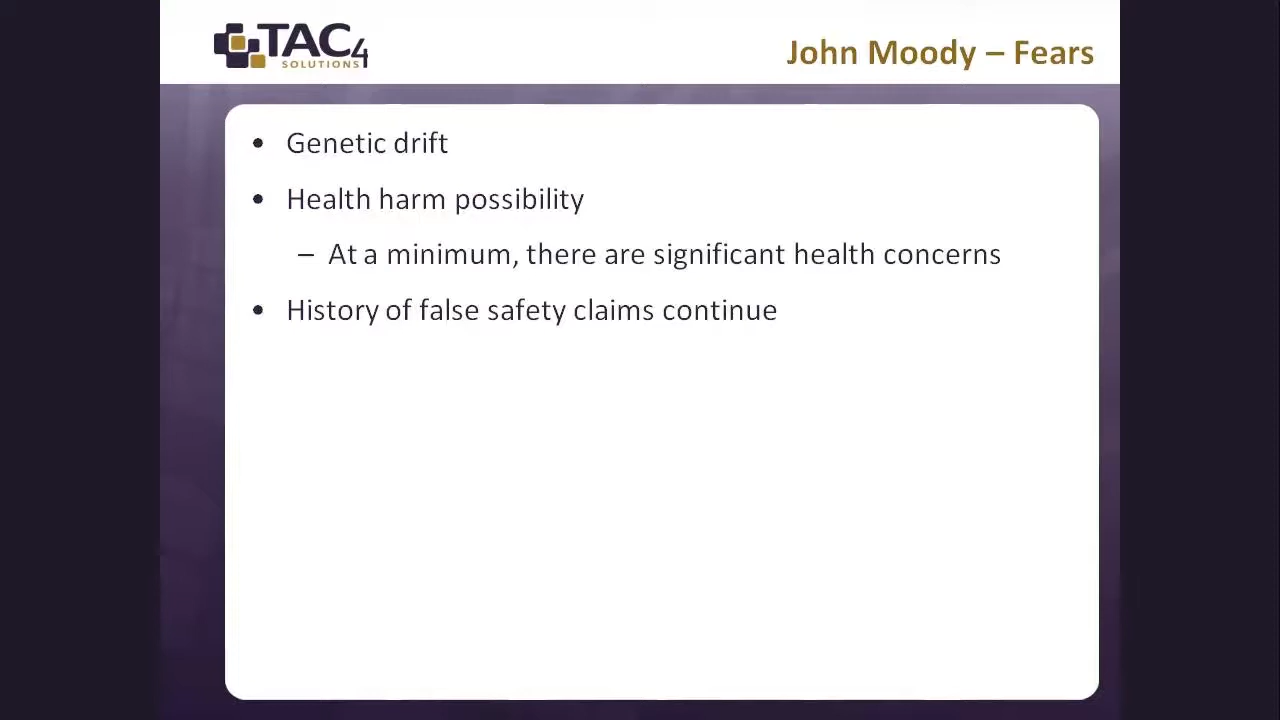 TAC4
SOLUTIONS
John Moody – Fears
• Genetic drift
• Health harm possibility
– At a minimum, there are significant health concerns
• History of false safety claims continue